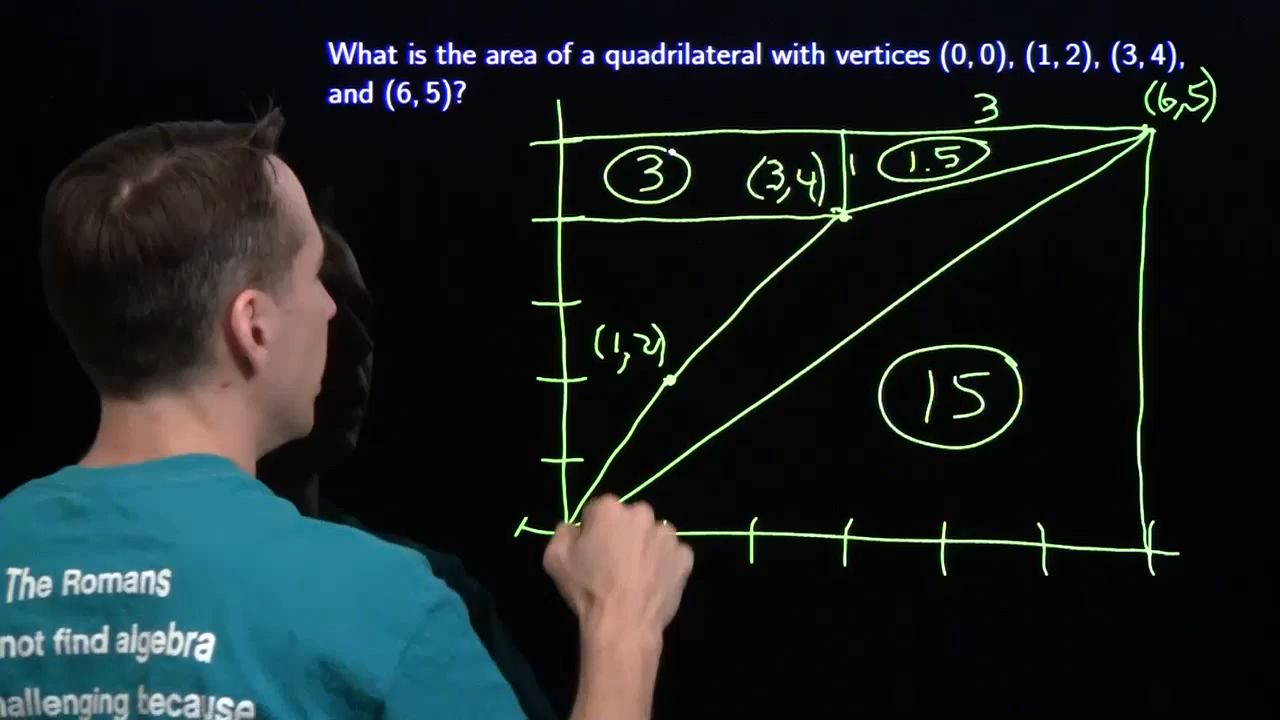 What is the area of a quadrilateral with vertices (0, 0), (1, 2), (3, 4),
and (6, 5)?
3
(6,5)
3
(3,4)
1
1.5
(1,2)
15
The Romans
not find algebra
hallenging because